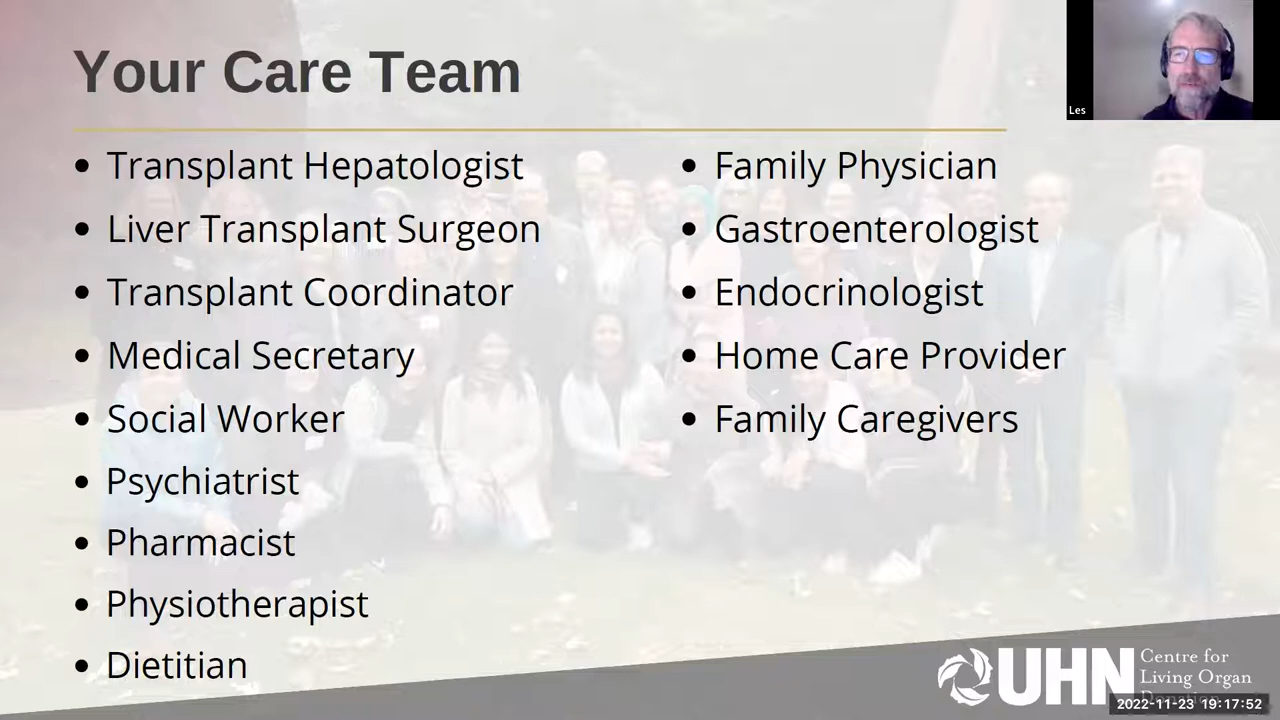 Your Care Team
Les
• Transplant Hepatologist
• Liver Transplant Surgeon
• Transplant Coordinator
• Medical Secretary
• Social Worker
• Psychiatrist
• Pharmacist
• Physiotherapist
• Dietitian
• Family Physician
• Gastroenterologist
• Endocrinologist
• Home Care Provider
• Family Caregivers
UHN
Centre for
Living Organ
Donation
2022-11-23 19:17:52